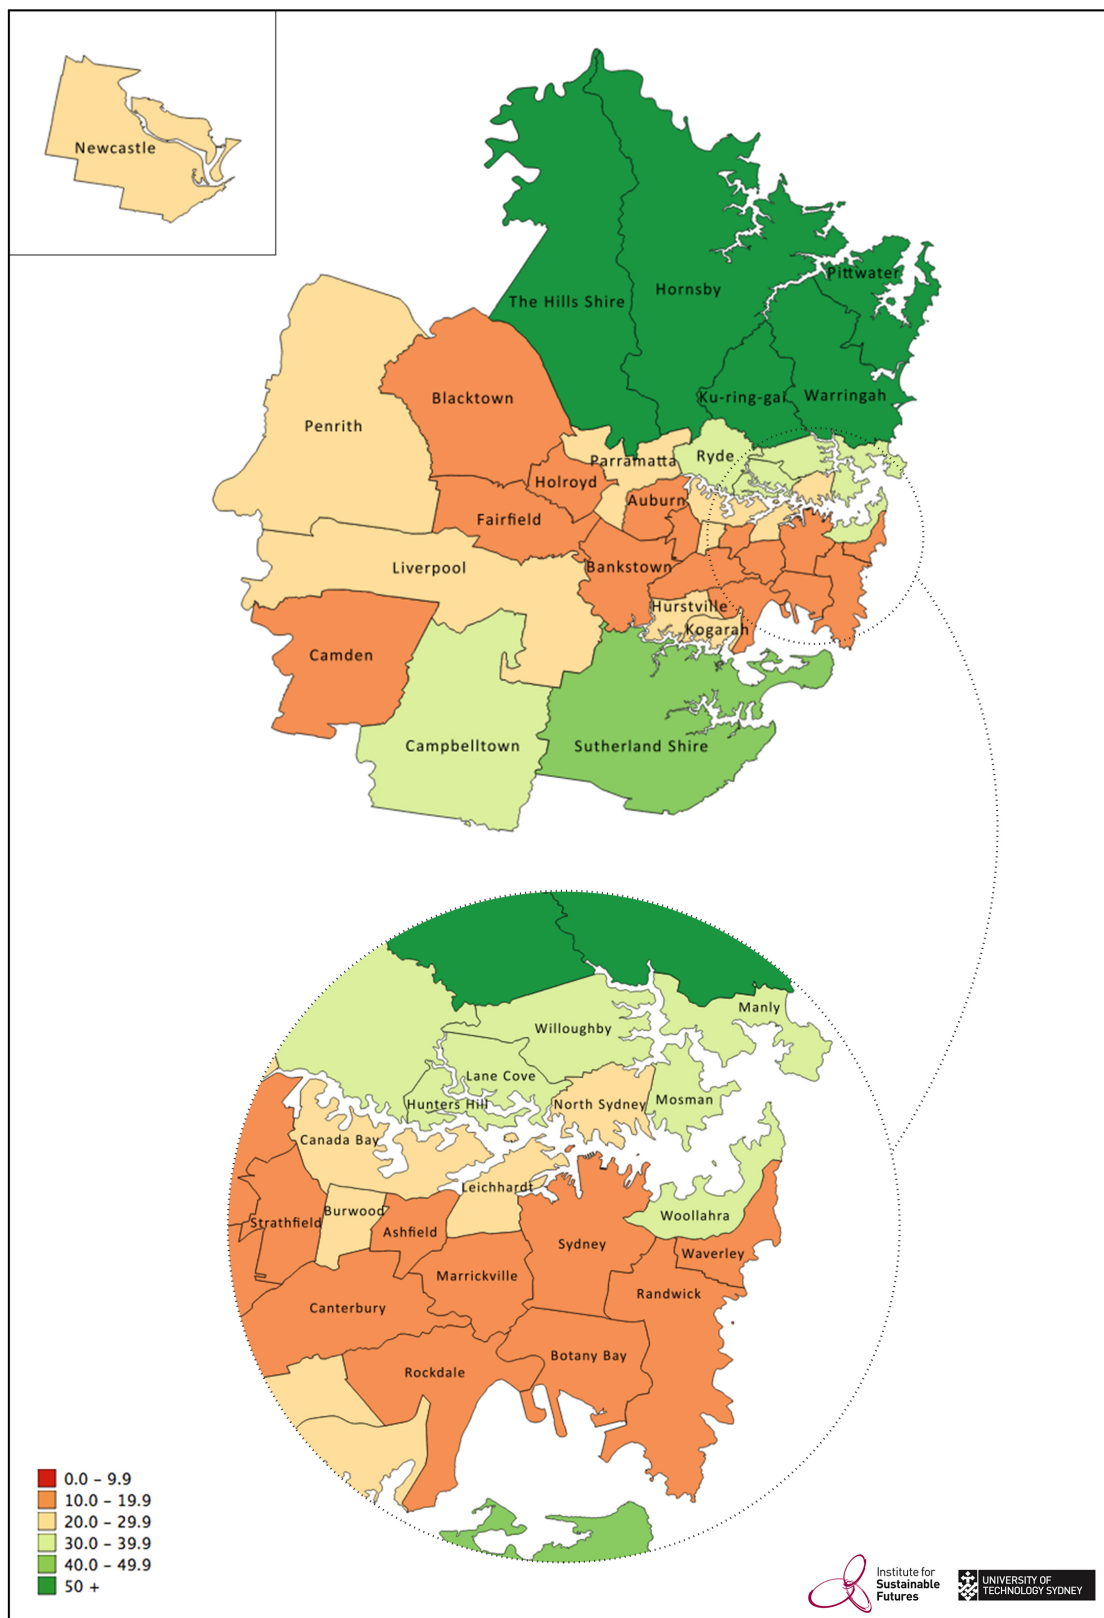 Newcastle
The Hills Shire
Hornsby
Pittwater
Ku-ring-gai
Warringah
Blacktown
Penrith
Parramatta
Ryde
Holroyd
Auburn
Fairfield
Liverpool
Bankstown
Hurstville
Kogarah
Camden
Campbelltown
Sutherland Shire
Manly
Willoughby
Lane Cove
Hunters Hill
North Sydney
Mosman
Canada Bay
Leichhardt
Burwood
Strathfield
Ashfield
Woollahra
Sydney
Waverley
Marrickville
Randwick
Canterbury
Botany Bay
Rockdale
0.0 – 9.9
10.0 – 19.9
20.0 – 29.9
30.0 – 39.9
40.0 – 49.9
50 +
Institute for
Sustainable
Futures
UNIVERSITY OF
TECHNOLOGY SYDNEY